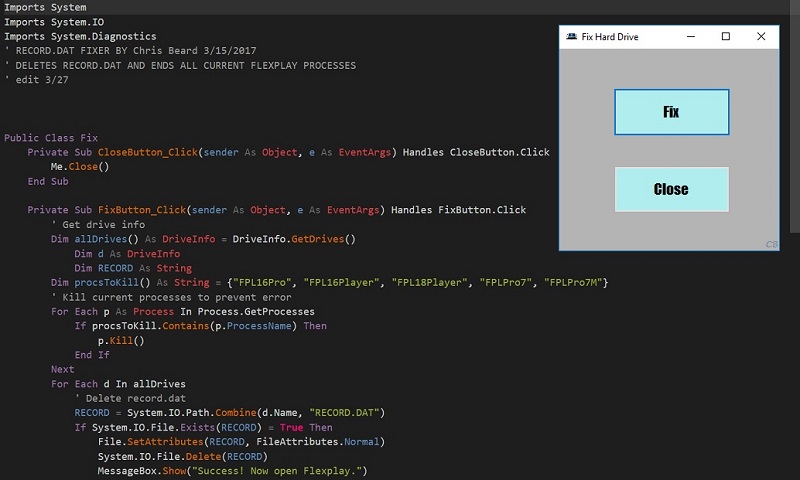 Imports System
Imports System.IO
Imports System.Diagnostics
' RECORD.DAT FIXER BY Chris Beard 3/15/2017
' DELETES RECORD.DAT AND ENDS ALL CURRENT FLEXPLAY PROCESSES
' edit 3/27
Public Class Fix
    Private Sub CloseButton_Click(sender As Object, e As EventArgs) Handles CloseButton.Click
        Me.Close()
    End Sub
    Private Sub FixButton_Click(sender As Object, e As EventArgs) Handles FixButton.Click
        ' Get drive info
        Dim allDrives() As DriveInfo = DriveInfo.GetDrives()
            Dim d As DriveInfo
            Dim RECORD As String
        Dim procsToKill() As String = {"FPL16Pro", "FPL16Player", "FPL18Player", "FPLPro7", "FPLPro7M"}
        ' Kill current processes to prevent error
        For Each p As Process In Process.GetProcesses
            If procsToKill.Contains(p.ProcessName) Then
                p.Kill()
            End If
        Next
        For Each d In allDrives
            ' Delete record.dat
            RECORD = System.IO.Path.Combine(d.Name, "RECORD.DAT")
            If System.IO.File.Exists(RECORD) = True Then
                File.SetAttributes(RECORD, FileAttributes.Normal)
                System.IO.File.Delete(RECORD)
                MessageBox.Show("Success! Now open Flexplay.")
Fix Hard Drive
Fix
Close
CB